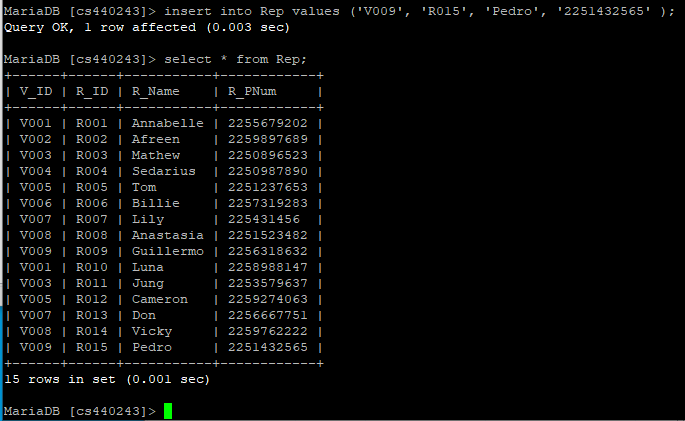 MariaDB [cs440243]> insert into Rep values ('V009', 'R015', 'Pedro', '2251432565' );
Query OK, 1 row affected (0.003 sec)
MariaDB [cs440243]> select * from Rep;
+------+------+-----------+------------+
| V_ID | R_ID | R_Name    | R_PNum     |
+------+------+-----------+------------+
| V001 | R001 | Annabelle | 2255679202 |
| V002 | R002 | Afreen    | 2259897689 |
| V003 | R003 | Mathew    | 2250896523 |
| V004 | R004 | Sedarius  | 2250987890 |
| V005 | R005 | Tom       | 2251237653 |
| V006 | R006 | Billie    | 2257319283 |
| V007 | R007 | Lily      | 225431456  |
| V008 | R008 | Anastasia | 2251523482 |
| V009 | R009 | Guillermo | 2256318632 |
| V001 | R010 | Luna      | 2258988147 |
| V003 | R011 | Jung      | 2253579637 |
| V005 | R012 | Cameron   | 2259274063 |
| V007 | R013 | Don       | 2256667751 |
| V008 | R014 | Vicky     | 2259762222 |
| V009 | R015 | Pedro     | 2251432565 |
+------+------+-----------+------------+
15 rows in set (0.001 sec)
MariaDB [cs440243]>